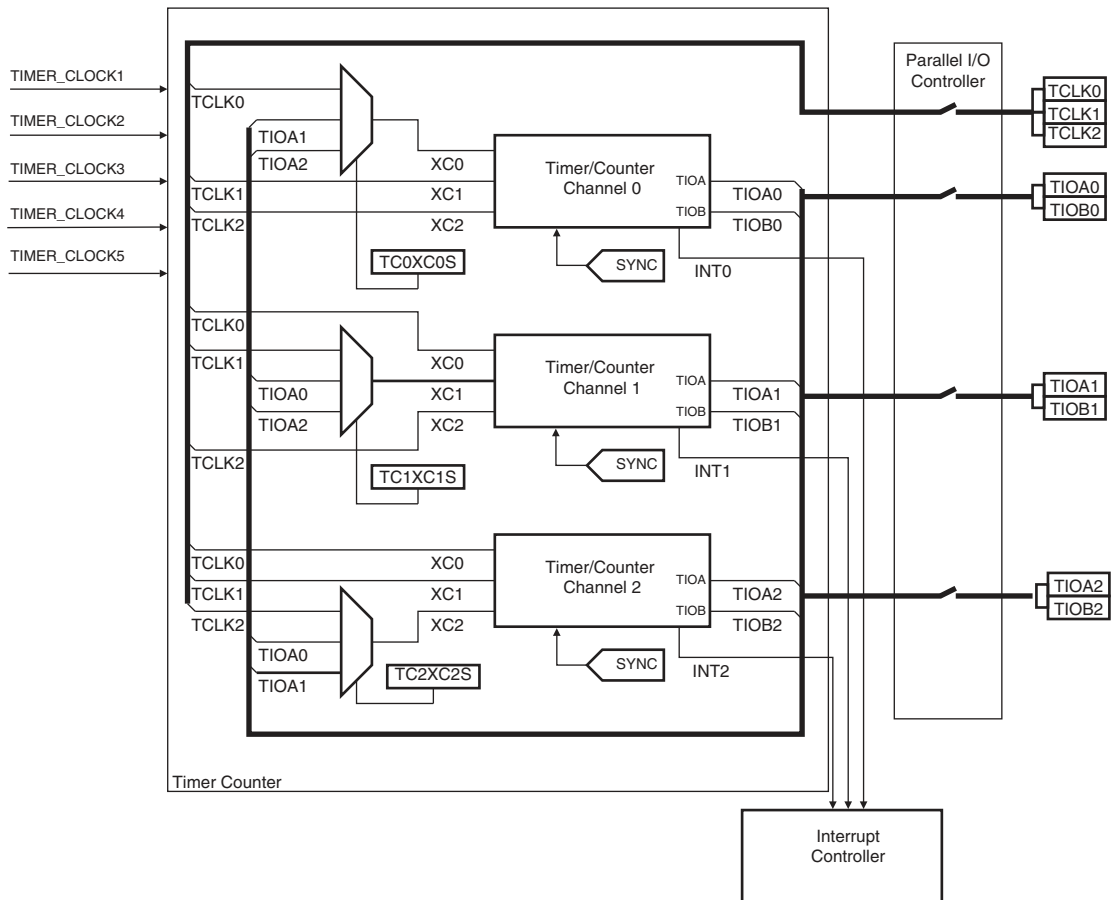 TIMER_CLOCK1
TIMER_CLOCK2
TIMER_CLOCK3
TIMER_CLOCK4
TIMER_CLOCK5
TCLK0
TIOA1
TIOA2
TCLK1
TCLK2
XC0
XC1
XC2
TC0XC0S
Timer/Counter
Channel 0
TIOA
TIOB
TIOA0
TIOB0
SYNC
INT0
TCLK0
TCLK1
TIOA0
TIOA2
TCLK2
XC0
XC1
XC2
TC1XC1S
Timer/Counter
Channel 1
TIOA
TIOB
TIOA1
TIOB1
SYNC
INT1
TCLK0
TCLK1
TCLK2
TIOA0
TIOA1
XC0
XC1
XC2
TC2XC2S
Timer/Counter
Channel 2
TIOA
TIOB
TIOA2
TIOB2
SYNC
INT2
Timer Counter
Parallel I/O
Controller
TCLK0
TCLK1
TCLK2
TIOA0
TIOB0
TIOA1
TIOB1
TIOA2
TIOB2
Interrupt
Controller